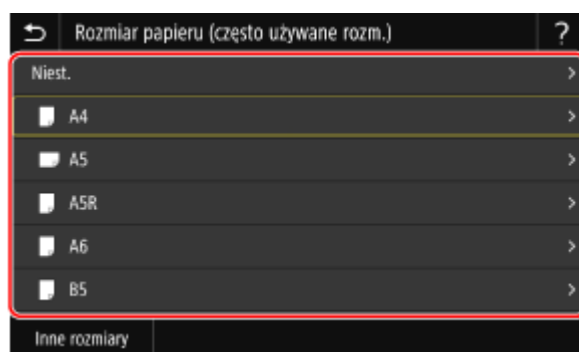 Rozmiar papieru (często używane rozm.) ?
Niest.
A4
A5
A5R
A6
B5
Inne rozmiary